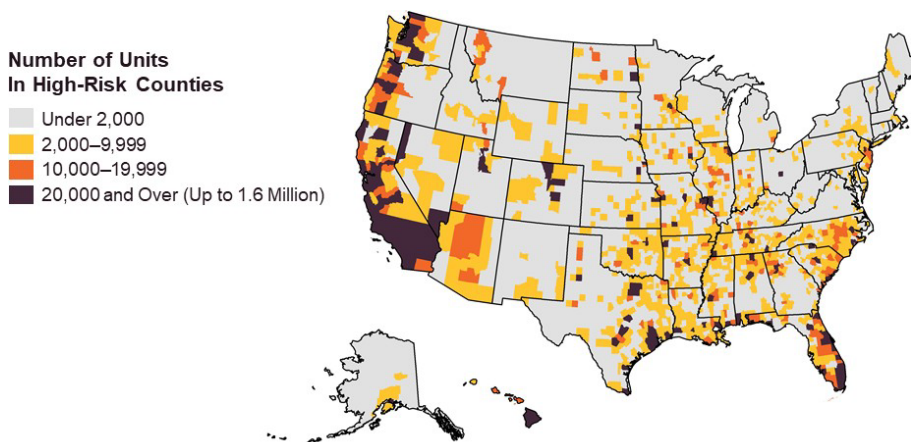 Number of Units
In High-Risk Counties
Under 2,000
2,000–9,999
10,000–19,999
20,000 and Over (Up to 1.6 Million)